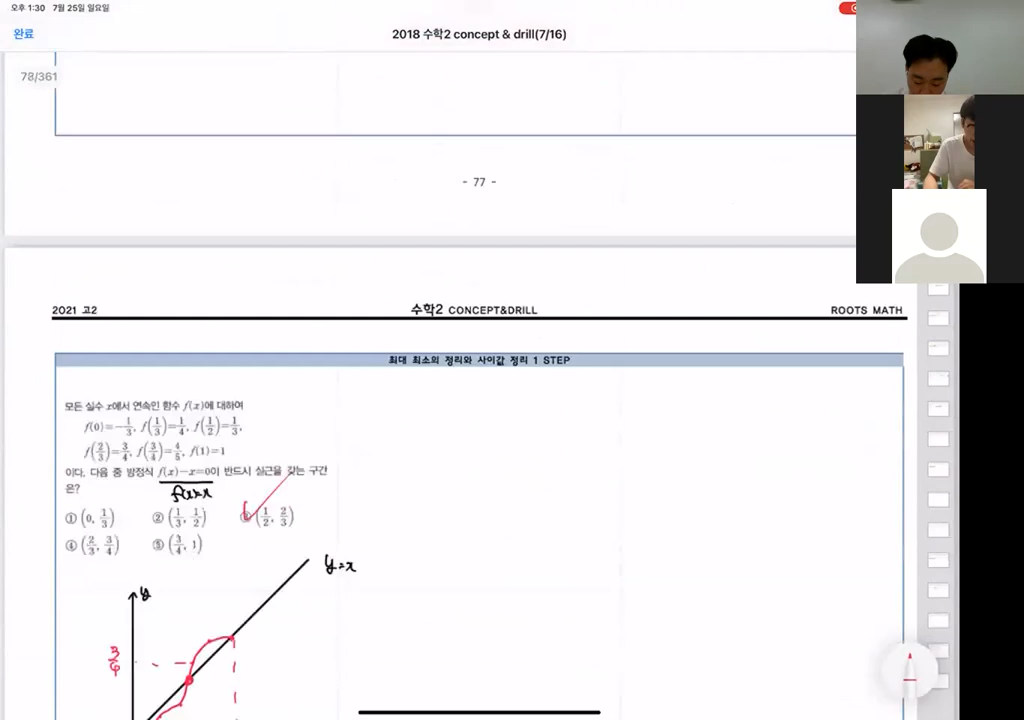 오후 1:30 7월 25일 일요일
완료
2018 수학2 concept & drill(7/16)
78/361
- 77 -
2021 고2
수학2 CONCEPT&DRILL
ROOTS MATH
최대 최소의 정리와 사이값 정리 1 STEP
모든 실수 x에서 연속인 함수 f(x)에 대하여
f(0)=-1/3, f(1/3)=1/4, f(1/2)=1/3,
f(2/3)=3/4, f(3/4)=4/5, f(1)=1
이다. 다음 중 방정식 f(x)-x=0이 반드시 실근을 갖는 구간
은?
f(x)=x
① (0, 1/3) ② (1/3, 1/2) ③ (1/2, 2/3)
④ (2/3, 3/4) ⑤ (3/4, 1)
y=x
y
3/4